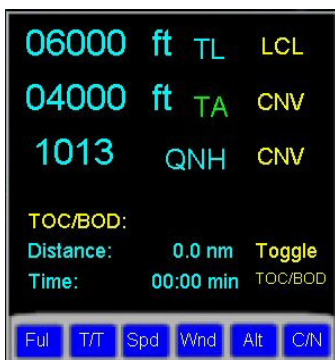 06000 ft TL LCL
04000 ft TA CNV
1013 QNH CNV
TOC/BOD:
Distance: 0.0 nm Toggle
Time: 00:00 min TOC/BOD
Ful T/T Spd Wnd Alt C/N